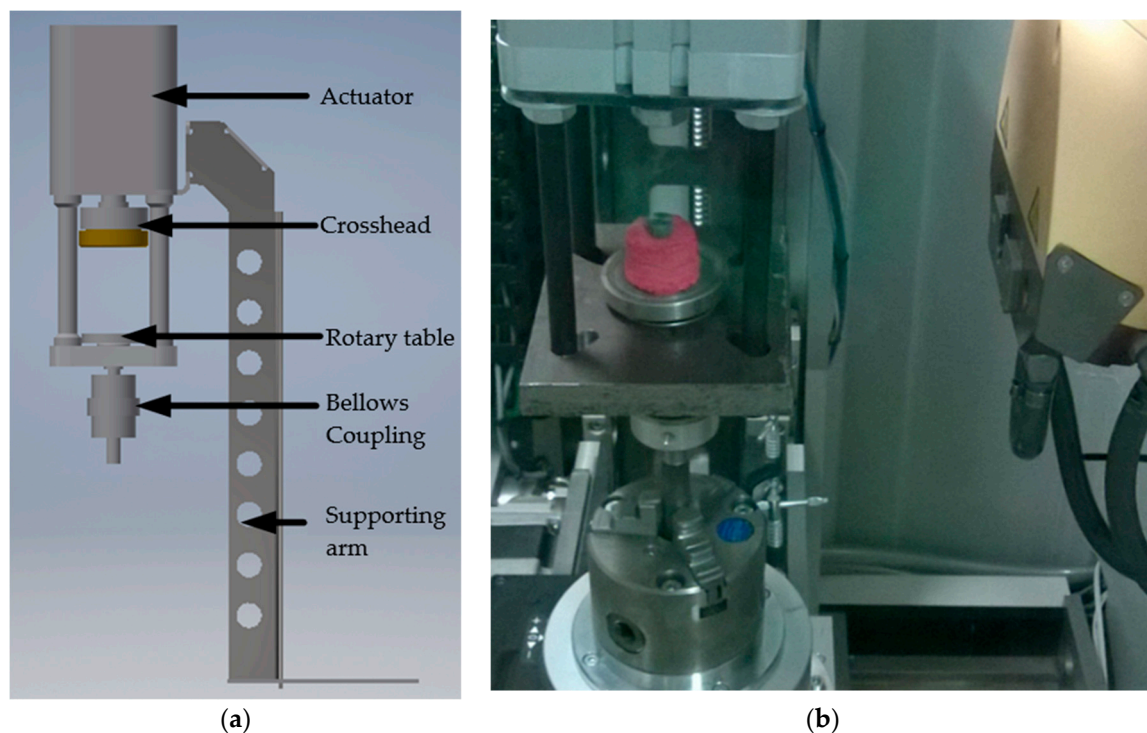 Actuator
Crosshead
Rotary table
Bellows
Coupling
Supporting
arm
(a)
(b)